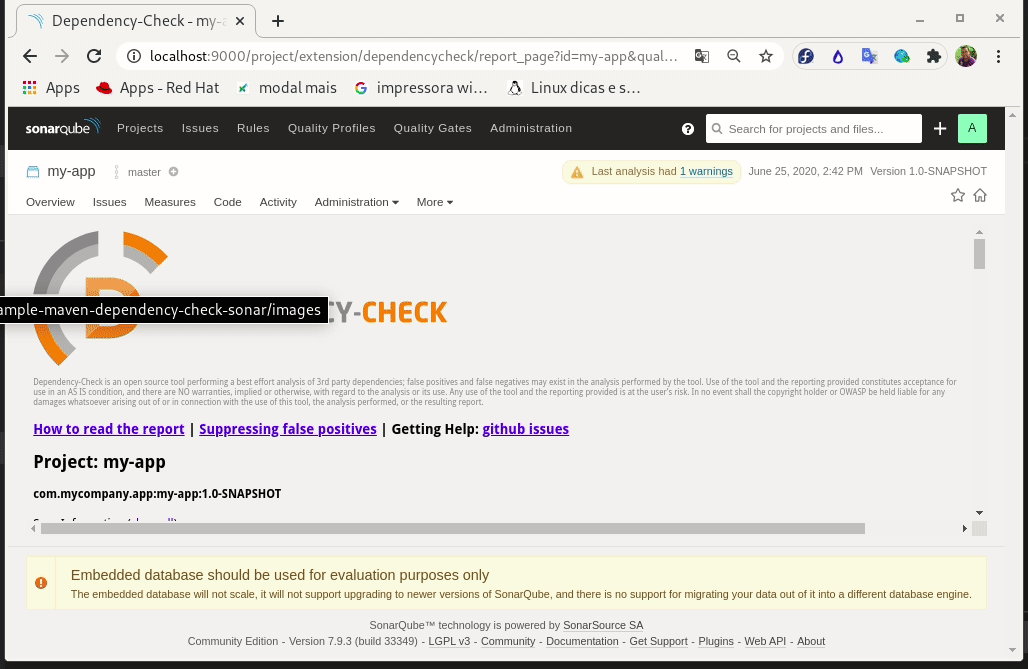 Dependency-Check - my-a
localhost:9000/project/extension/dependencycheck/report_page?id=my-app&qual...
Apps Apps - Red Hat modal mais impressora wi... Linux dicas e s...
sonarqube Projects Issues Rules Quality Profiles Quality Gates Administration ? Search for projects and files... A
my-app master Last analysis had 1 warnings June 25, 2020, 2:42 PM Version 1.0-SNAPSHOT
Overview Issues Measures Code Activity Administration More
D
ample-maven-dependency-check-sonar/images CY-CHECK
Dependency-Check is an open source tool performing a best effort analysis of 3rd party dependencies; false positives and false negatives may exist in the analysis performed by the tool. Use of the tool and the reporting provided constitutes acceptance for
use in an AS IS condition, and there are NO warranties, implied or otherwise, with regard to the analysis or its use. Any use of the tool and the reporting provided is at the user's risk. In no event shall the copyright holder or OWASP be held liable for any
damages whatsoever arising out of or in connection with the use of this tool, the analysis performed, or the resulting report.
How to read the report | Suppressing false positives | Getting Help: github issues
Project: my-app
com.mycompany.app:my-app:1.0-SNAPSHOT
Embedded database should be used for evaluation purposes only
The embedded database will not scale, it will not support upgrading to newer versions of SonarQube, and there is no support for migrating your data out of it into a different database engine.
SonarQube™ technology is powered by SonarSource SA
Community Edition - Version 7.9.3 (build 33349) - LGPL v3 - Community - Documentation - Get Support - Plugins - Web API - About